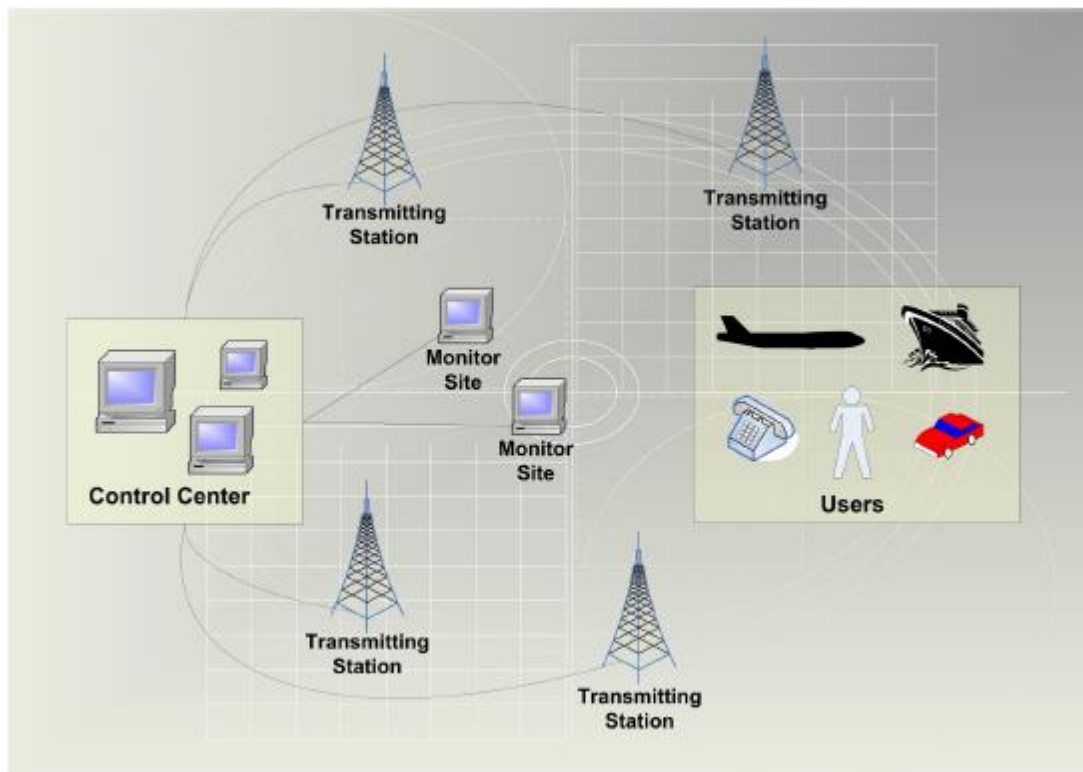 Transmitting
Station
Transmitting
Station
Monitor
Site
Monitor
Site
Control Center
Users
Transmitting
Station
Transmitting
Station